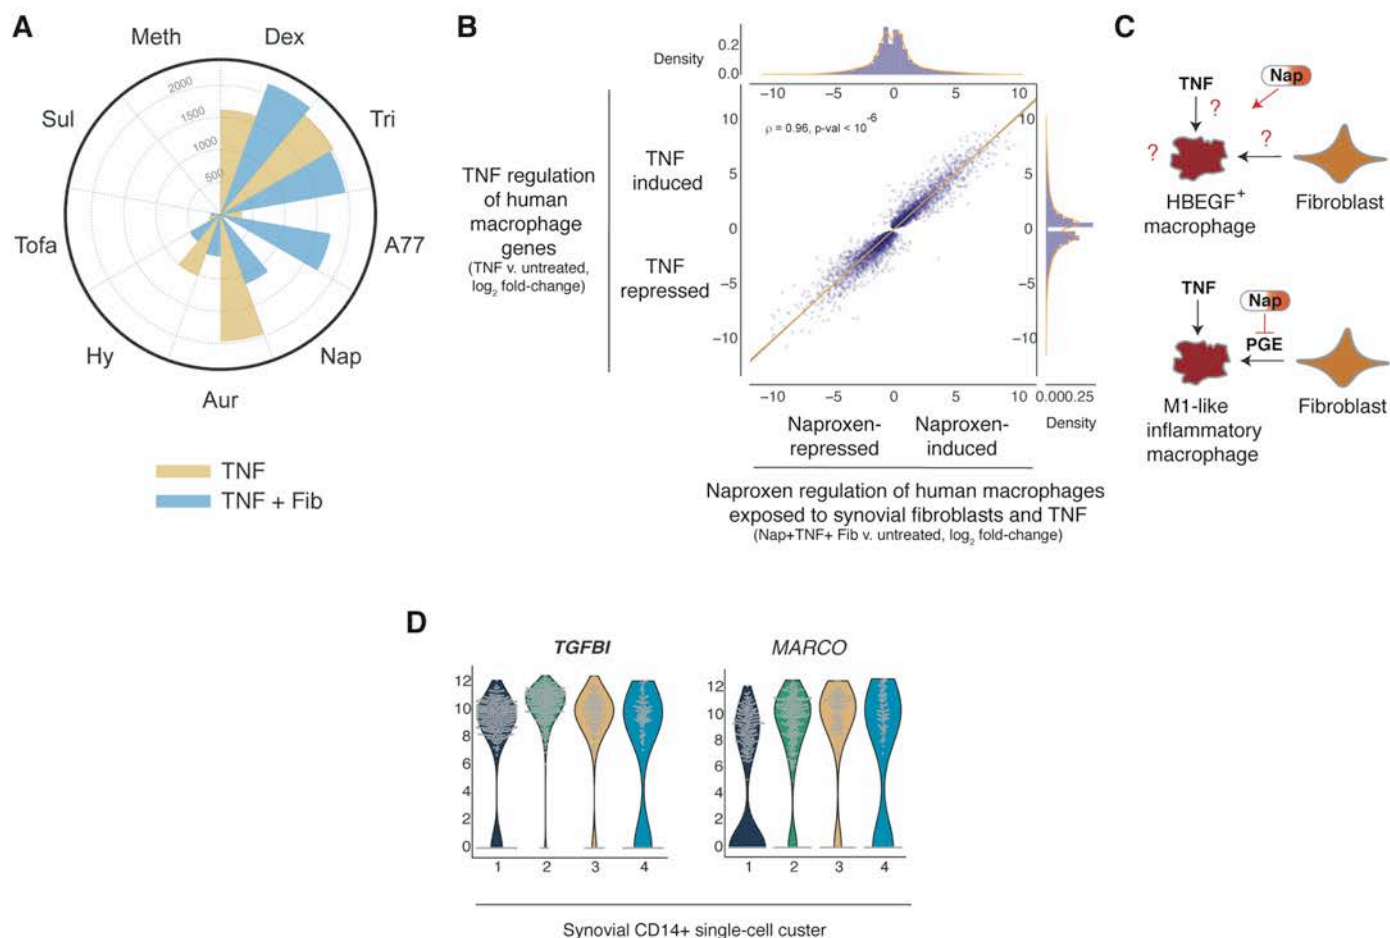 A
Meth
Dex
Sul
Tri
Tofa
A77
Hy
Nap
Aur
2000
1500
1000
500
TNF
TNF + Fib
B
Density
0.2
0.0
−10 −5 0 5 10
ρ = 0.96, p-val < 10⁻⁶
TNF regulation of
human
macrophage
genes
(TNF v. untreated,
log₂ fold-change)
TNF
induced
TNF
repressed
10
5
0
−5
−10
10
5
0
−5
−10
−10 −5 0 5 10
0.000.25
Density
Naproxen-
repressed
Naproxen-
induced
Naproxen regulation of human macrophages
exposed to synovial fibroblasts and TNF
(Nap+TNF+ Fib v. untreated, log₂ fold-change)
C
TNF
Nap
?
?
?
HBEGF⁺
macrophage
Fibroblast
TNF
Nap
PGE
M1-like
inflammatory
macrophage
Fibroblast
D
TGFBI
12
10
8
6
4
2
0
1 2 3 4
MARCO
12
10
8
6
4
2
0
1 2 3 4
Synovial CD14+ single-cell custer